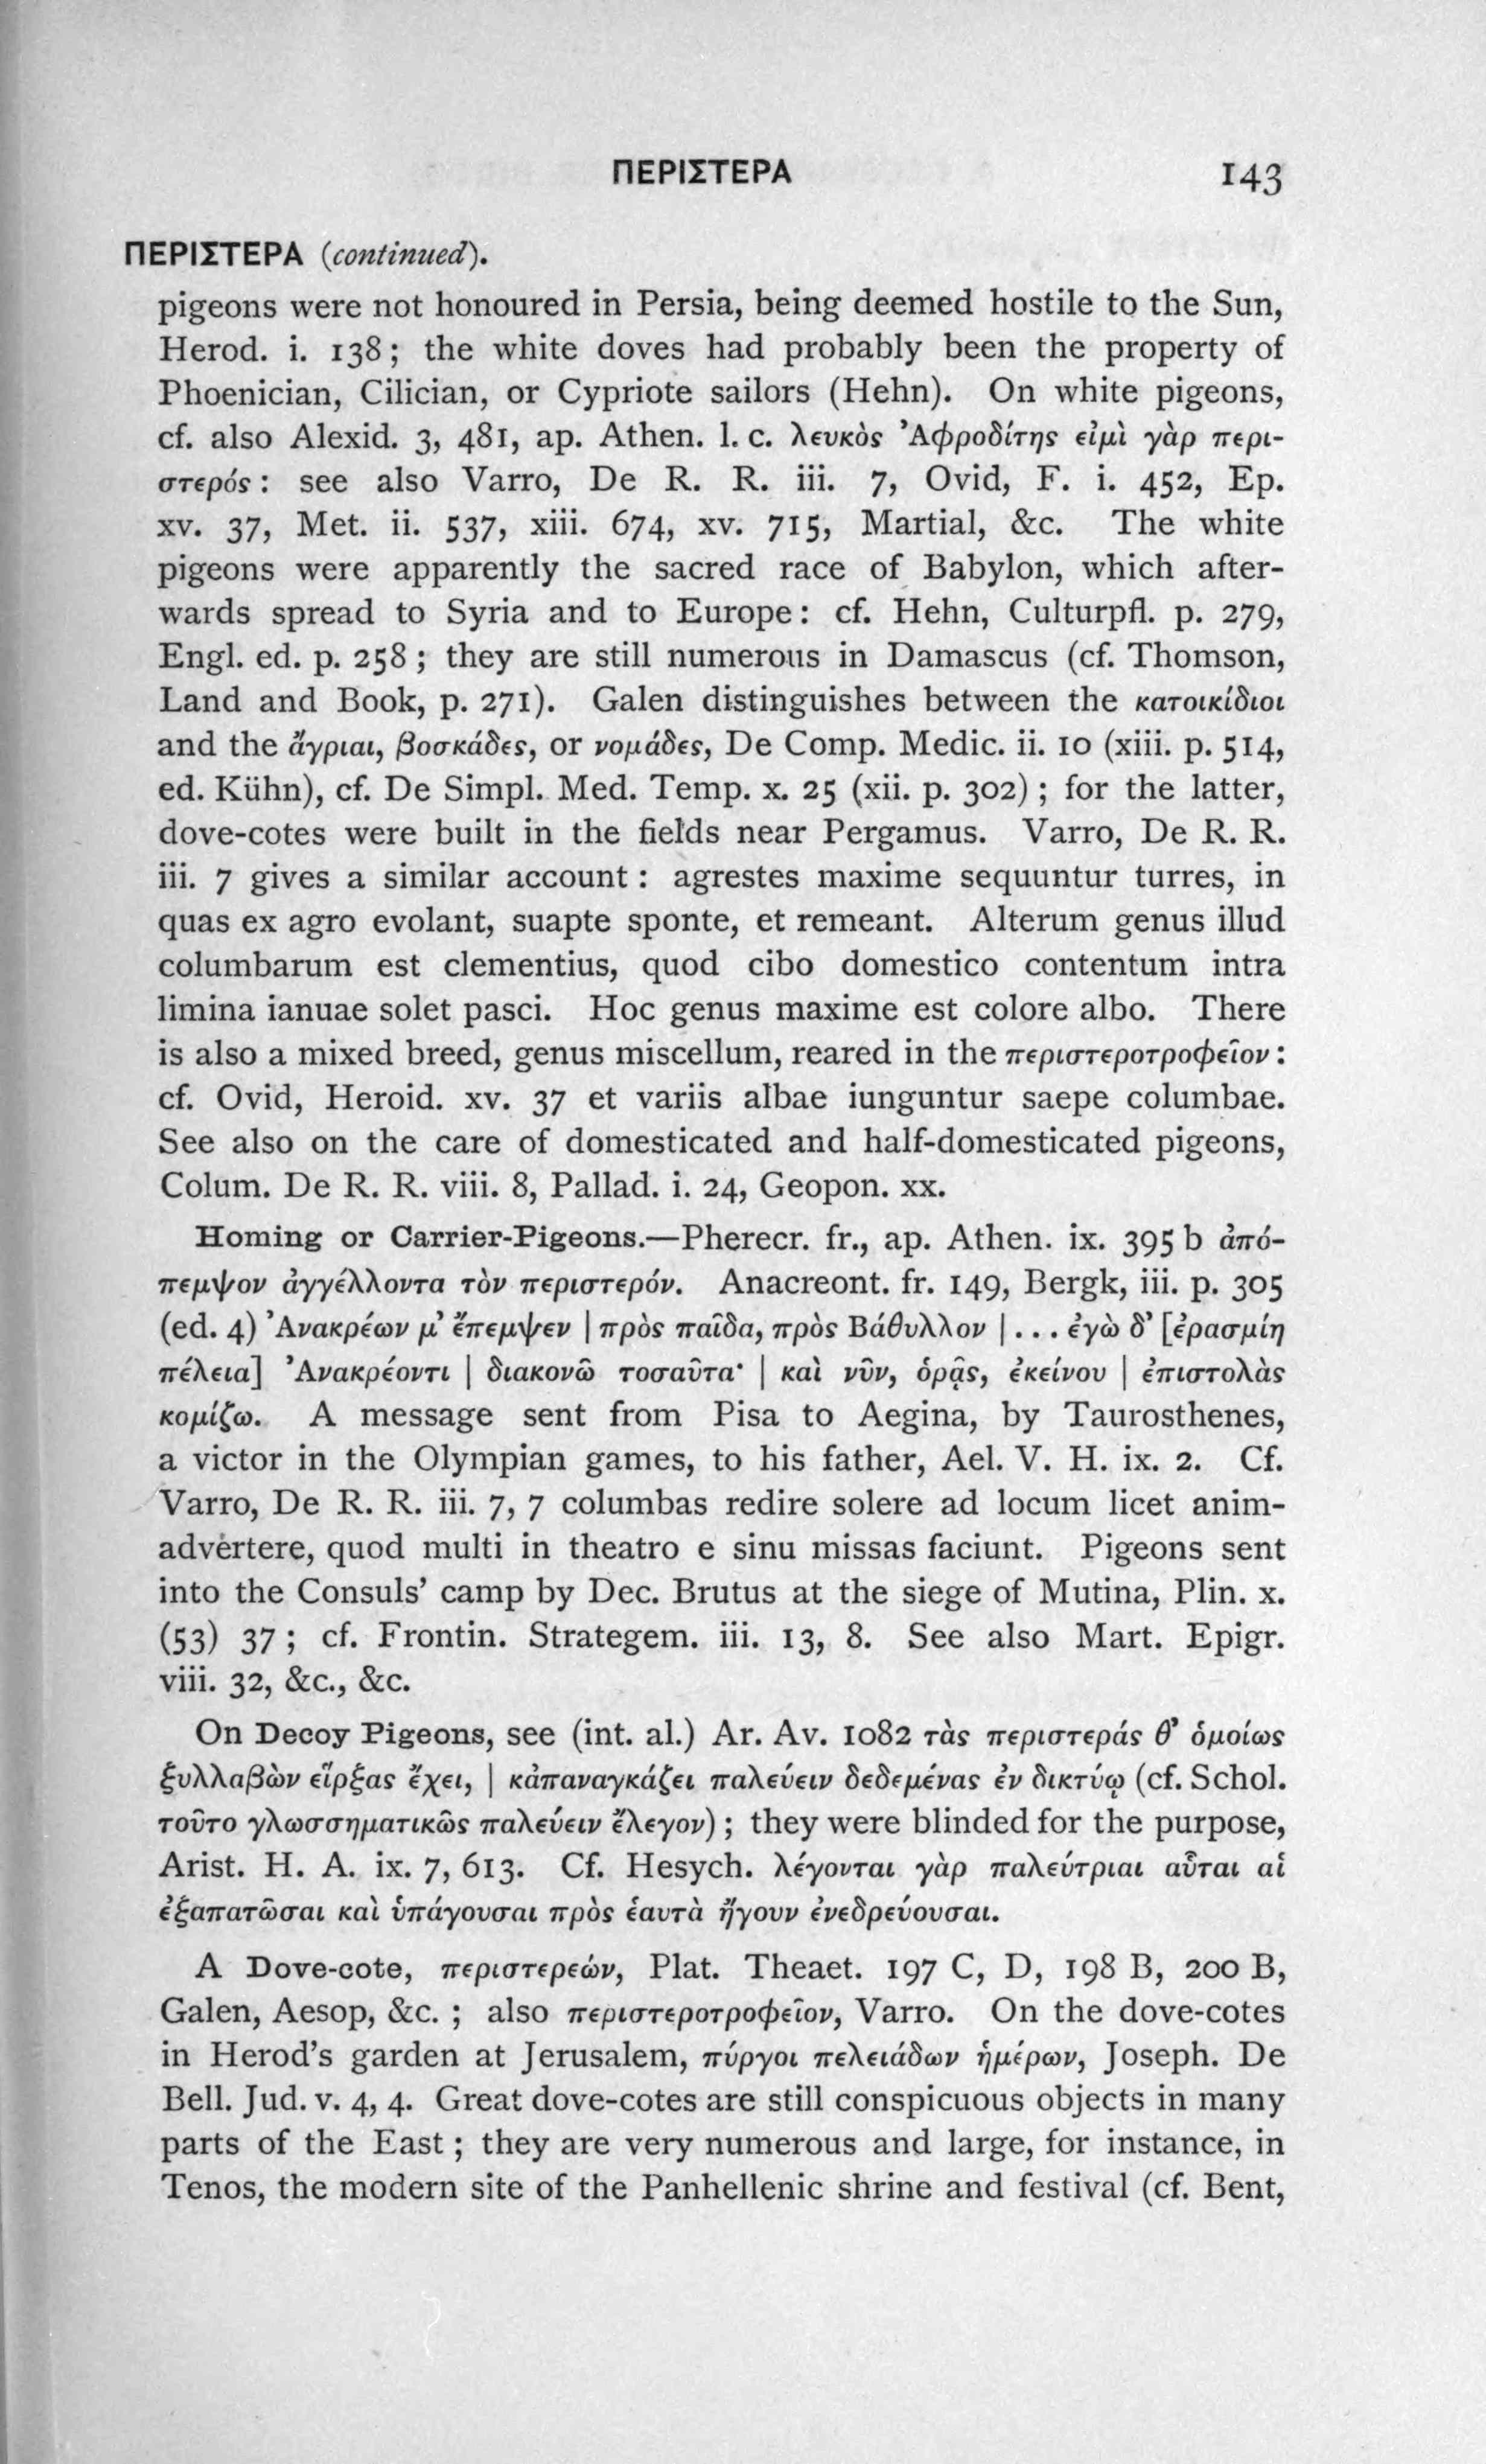 ΠΕΡΙΣΤΕΡΑ 143
ΠΕΡΙΣΤΕΡΑ (continued).
pigeons were not honoured in Persia, being deemed hostile to the Sun,
Herod. i. 138; the white doves had probably been the property of
Phoenician, Cilician, or Cypriote sailors (Hehn). On white pigeons,
cf. also Alexid. 3, 481, ap. Athen. l. c. λευκὸς Ἀφροδίτης εἰμὶ γὰρ περι-
στερός: see also Varro, De R. R. iii. 7, Ovid, F. i. 452, Ep.
xv. 37, Met. ii. 537, xiii. 674, xv. 715, Martial, &c. The white
pigeons were apparently the sacred race of Babylon, which after-
wards spread to Syria and to Europe: cf. Hehn, Culturpfl. p. 279,
Engl. ed. p. 258; they are still numerous in Damascus (cf. Thomson,
Land and Book, p. 271). Galen distinguishes between the κατοικίδιοι
and the ἄγριαι, βοσκάδες, or νομάδες, De Comp. Medic. ii. 10 (xiii. p. 514,
ed. Kühn), cf. De Simpl. Med. Temp. x. 25 (xii. p. 302); for the latter,
dove-cotes were built in the fields near Pergamus. Varro, De R. R.
iii. 7 gives a similar account: agrestes maxime sequuntur turres, in
quas ex agro evolant, suapte sponte, et remeant. Alterum genus illud
columbarum est clementius, quod cibo domestico contentum intra
limina ianuae solet pasci. Hoc genus maxime est colore albo. There
is also a mixed breed, genus miscellum, reared in the περιστεροτροφεῖον:
cf. Ovid, Heroid. xv. 37 et variis albae iunguntur saepe columbae.
See also on the care of domesticated and half-domesticated pigeons,
Colum. De R. R. viii. 8, Pallad. i. 24, Geopon. xx.
Homing or Carrier-Pigeons.—Pherecr. fr., ap. Athen. ix. 395 b ἀπό-
πεμψον ἀγγέλλοντα τὸν περιστερόν. Anacreont. fr. 149, Bergk, iii. p. 305
(ed. 4) Ἀνακρέων μ’ ἔπεμψεν | πρὸς παῖδα, πρὸς Βάθυλλον | . . . ἐγὼ δ’ [ἐρασμίη
πέλεια] Ἀνακρέοντι | διακονῶ τοσαῦτα· | καὶ νῦν, ὁρᾷς, ἐκείνου | ἐπιστολὰς
κομίζω. A message sent from Pisa to Aegina, by Taurosthenes,
a victor in the Olympian games, to his father, Ael. V. H. ix. 2. Cf.
Varro, De R. R. iii. 7, 7 columbas redire solere ad locum licet anim-
advertere, quod multi in theatro e sinu missas faciunt. Pigeons sent
into the Consuls’ camp by Dec. Brutus at the siege of Mutina, Plin. x.
(53) 37; cf. Frontin. Strategem. iii. 13, 8. See also Mart. Epigr.
viii. 32, &c., &c.
On Decoy Pigeons, see (int. al.) Ar. Av. 1082 τὰς περιστεράς θ’ ὁμοίως
ξυλλαβὼν εἵρξας ἔχει, | κἀπαναγκάζει παλεύειν δεδεμένας ἐν δικτύῳ (cf. Schol.
τοῦτο γλωσσηματικῶς παλεύειν ἔλεγον); they were blinded for the purpose,
Arist. H. A. ix. 7, 613. Cf. Hesych. λέγονται γὰρ παλεύτριαι αὗται αἱ
ἐξαπατῶσαι καὶ ὑπάγουσαι πρὸς ἑαυτὰ ἤγουν ἐνεδρεύουσαι.
A Dove-cote, περιστερεών, Plat. Theaet. 197 C, D, 198 B, 200 B,
Galen, Aesop, &c.; also περιστεροτροφεῖον, Varro. On the dove-cotes
in Herod’s garden at Jerusalem, πύργοι πελειάδων ἡμέρων, Joseph. De
Bell. Jud. v. 4, 4. Great dove-cotes are still conspicuous objects in many
parts of the East; they are very numerous and large, for instance, in
Tenos, the modern site of the Panhellenic shrine and festival (cf. Bent,